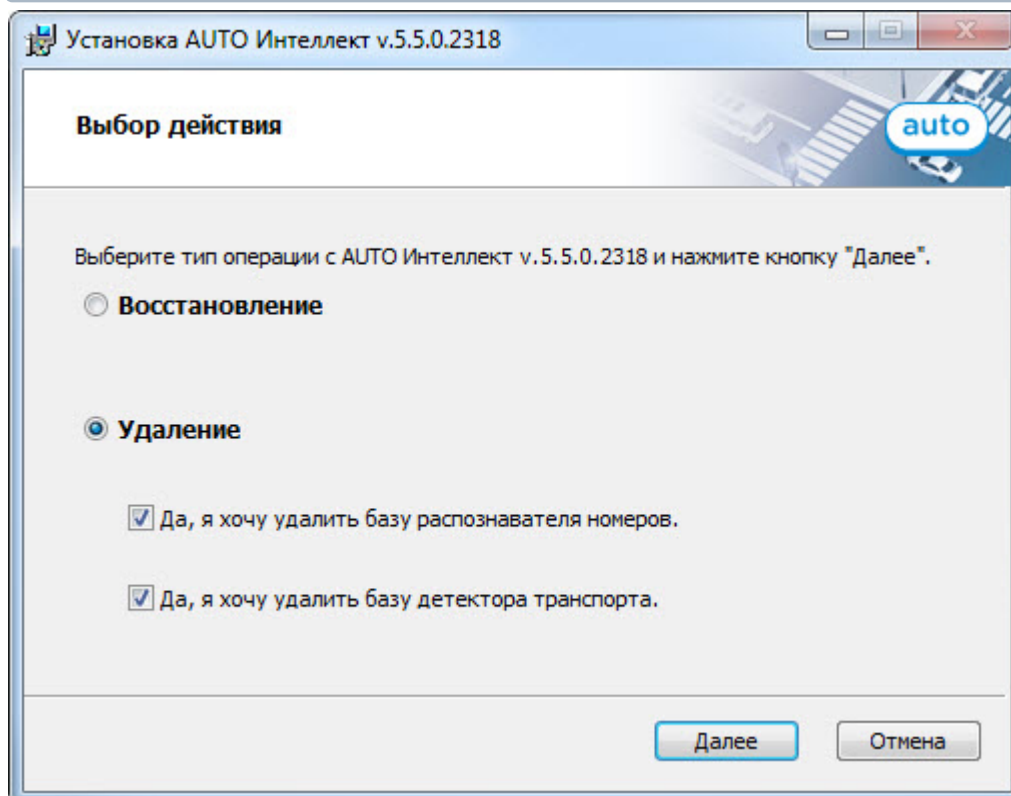 Установка AUTO Интеллект v.5.5.0.2318
Выбор действия
auto
Выберите тип операции с AUTO Интеллект v.5.5.0.2318 и нажмите кнопку "Далее".
Восстановление
Удаление
Да, я хочу удалить базу распознавателя номеров.
Да, я хочу удалить базу детектора транспорта.
Далее
Отмена